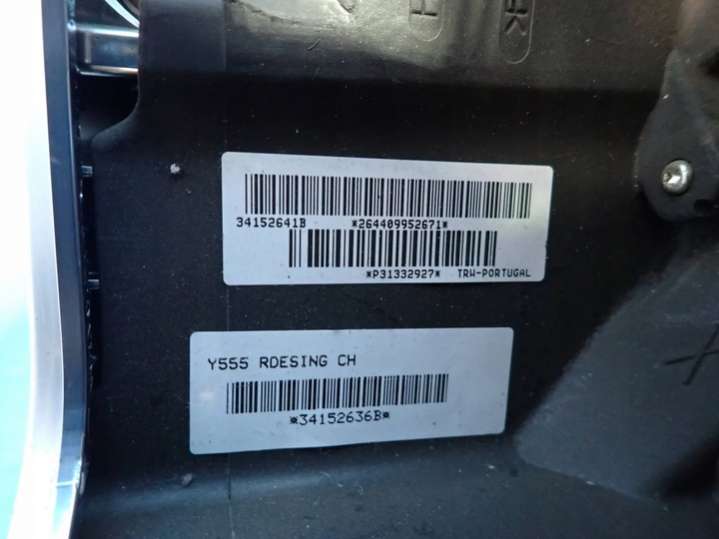 34152641B *264409952671*
*P31332927* TRW-PORTUGAL
Y555 RDESING CH
*34152636B*